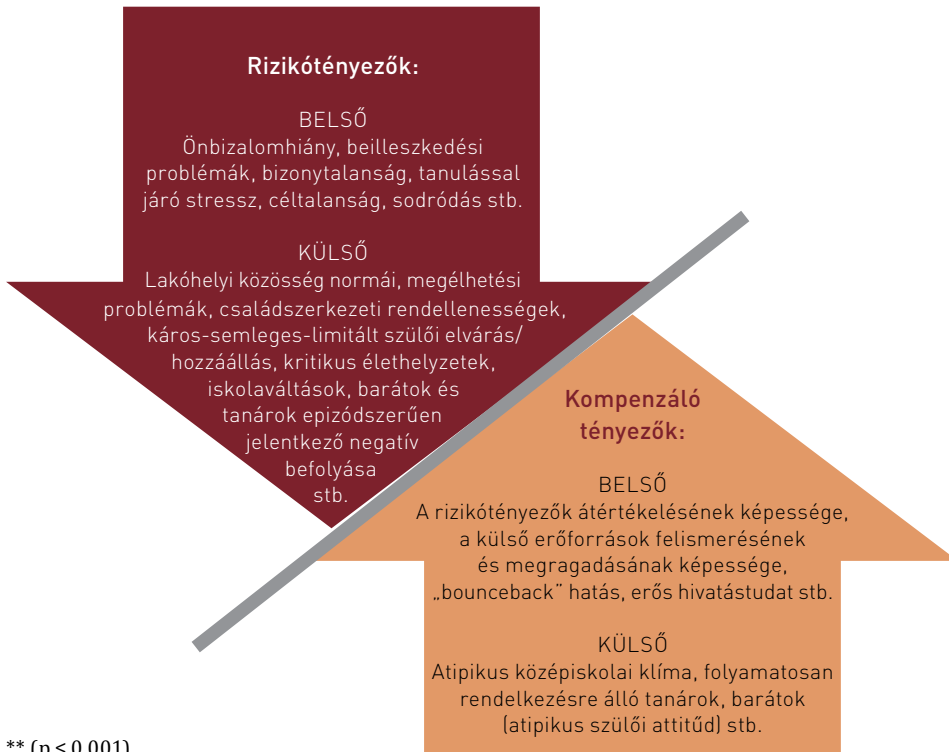 Rizikótényezők:
BELSŐ
Önbizalomhiány, beilleszkedési
problémák, bizonytalanság, tanulással
járó stressz, céltalanság, sodródás stb.
KÜLSŐ
Lakóhelyi közösség normái, megélhetési
problémák, családszerkezeti rendellenességek,
káros-semleges-limitált szülői elvárás/
hozzáállás, kritikus élethelyzetek,
iskolaváltások, barátok és
tanárok epizódszerűen
jelentkező negatív
befolyása
stb.
Kompenzáló
tényezők:
BELSŐ
A rizikótényezők átértékelésének képessége,
a külső erőforrások felismerésének
és megragadásának képessége,
„bounceback” hatás, erős hivatástudat stb.
KÜLSŐ
Atipikus középiskolai klíma, folyamatosan
rendelkezésre álló tanárok, barátok
(atipikus szülői attitűd) stb.
** (p ≤ 0,001)